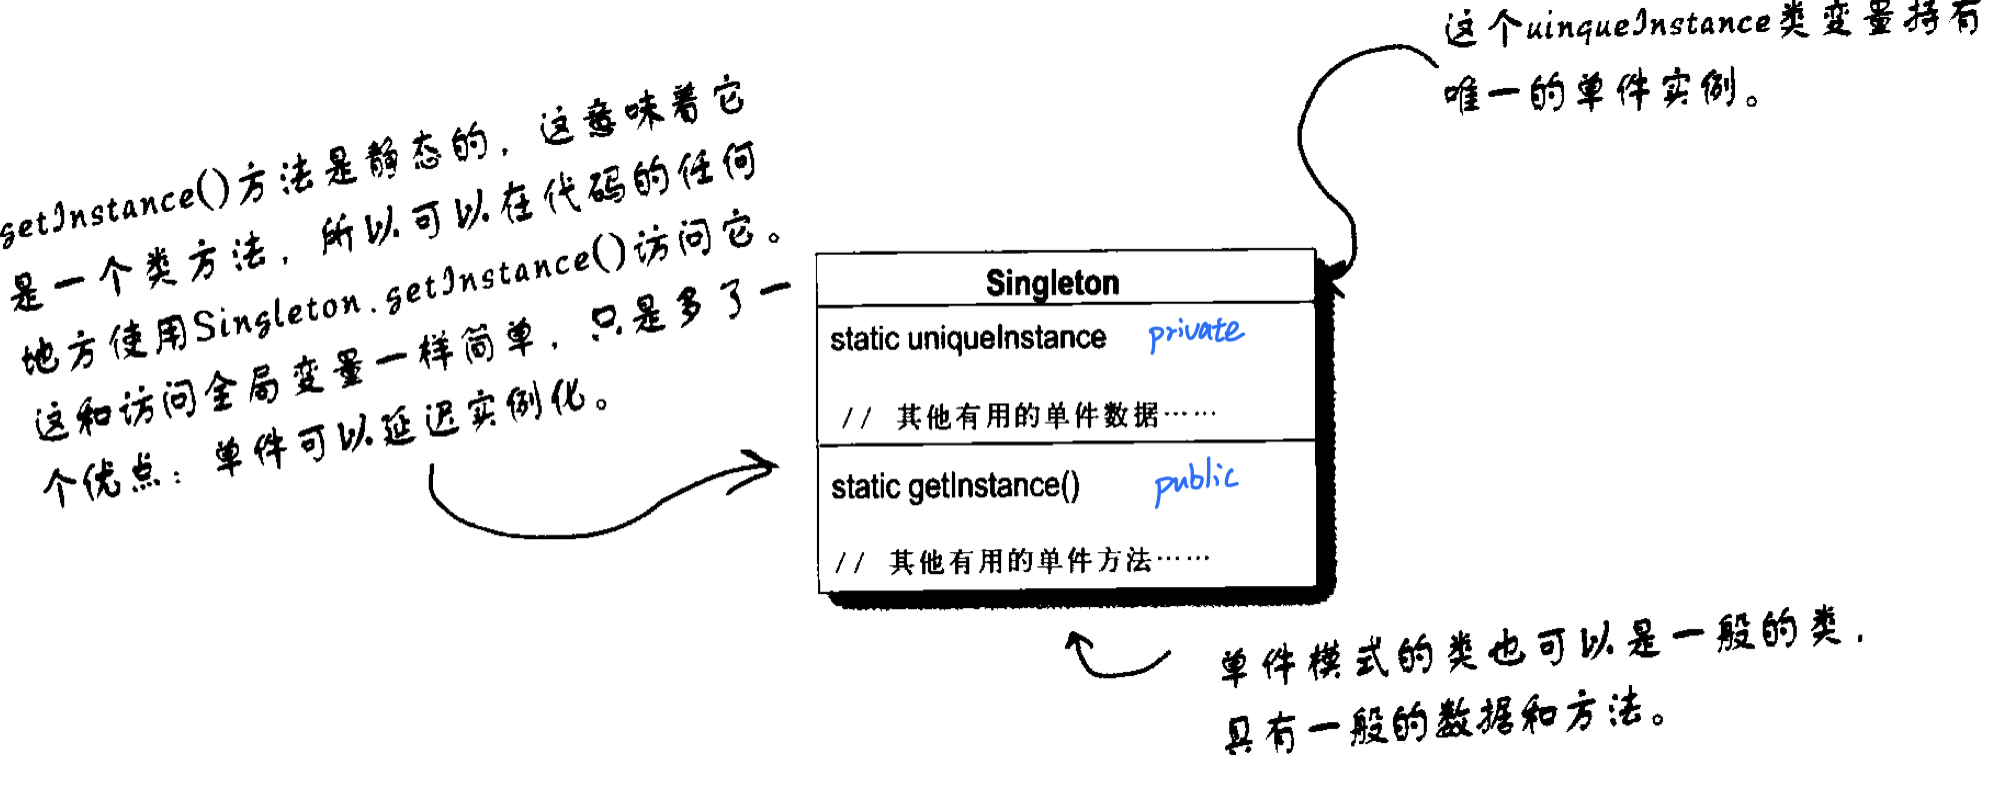 这个uinqueInstance类变量持有
唯一的单件实例。
getInstance()方法是静态的，这意味着它
是一个类方法，所以可以在代码的任何
地方使用Singleton.getInstance()访问它。
这和访问全局变量一样简单，只是多了一
个优点：单件可以延迟实例化。
Singleton
static uniqueInstance private
// 其他有用的单件数据……
static getInstance() public
// 其他有用的单件方法……
单件模式的类也可以是一般的类，
具有一般的数据和方法。